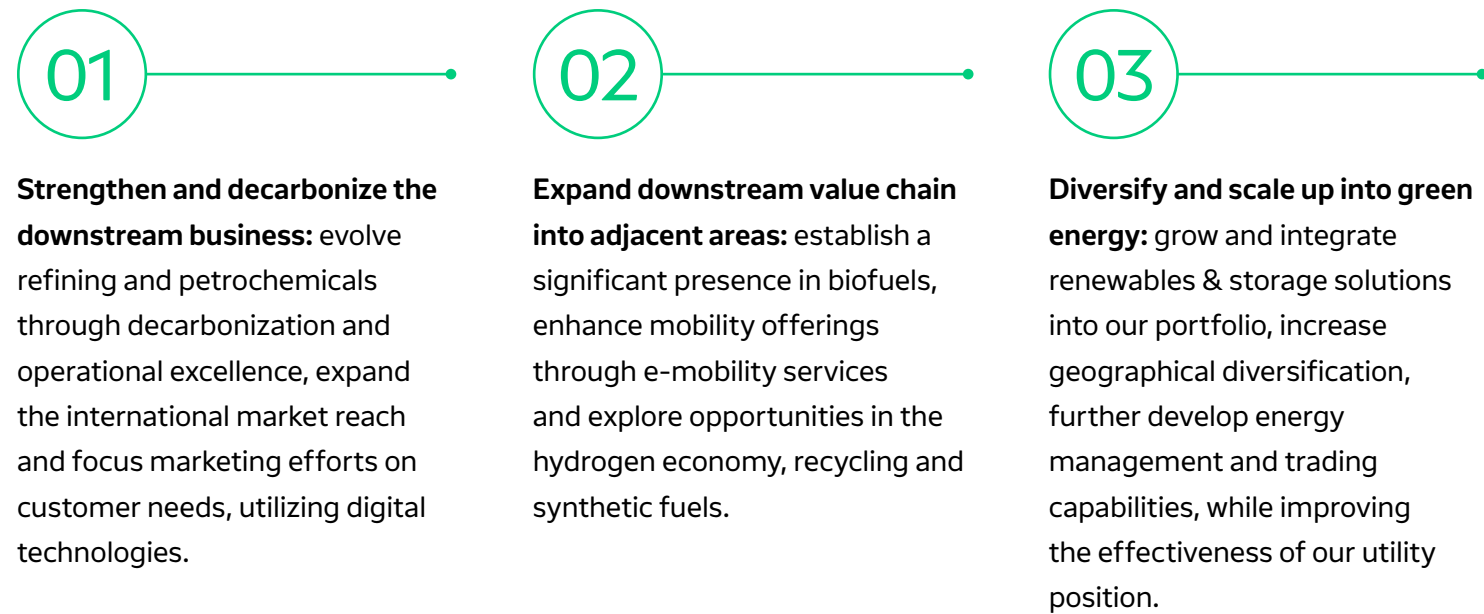 01
Strengthen and decarbonize the
downstream business: evolve
refining and petrochemicals
through decarbonization and
operational excellence, expand
the international market reach
and focus marketing efforts on
customer needs, utilizing digital
technologies.
02
Expand downstream value chain
into adjacent areas: establish a
significant presence in biofuels,
enhance mobility offerings
through e-mobility services
and explore opportunities in the
hydrogen economy, recycling and
synthetic fuels.
03
Diversify and scale up into green
energy: grow and integrate
renewables & storage solutions
into our portfolio, increase
geographical diversification,
further develop energy
management and trading
capabilities, while improving
the effectiveness of our utility
position.